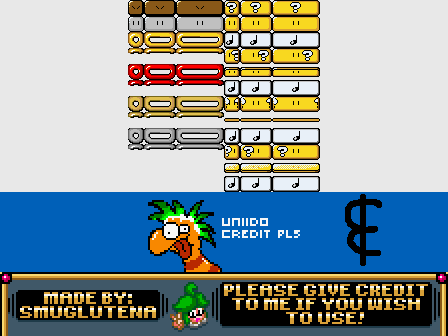 UNIIDO
CREDIT PLS
MADE BY:
SMUGLUTENA
PLEASE GIVE CREDIT
TO ME IF YOU WISH
TO USE!